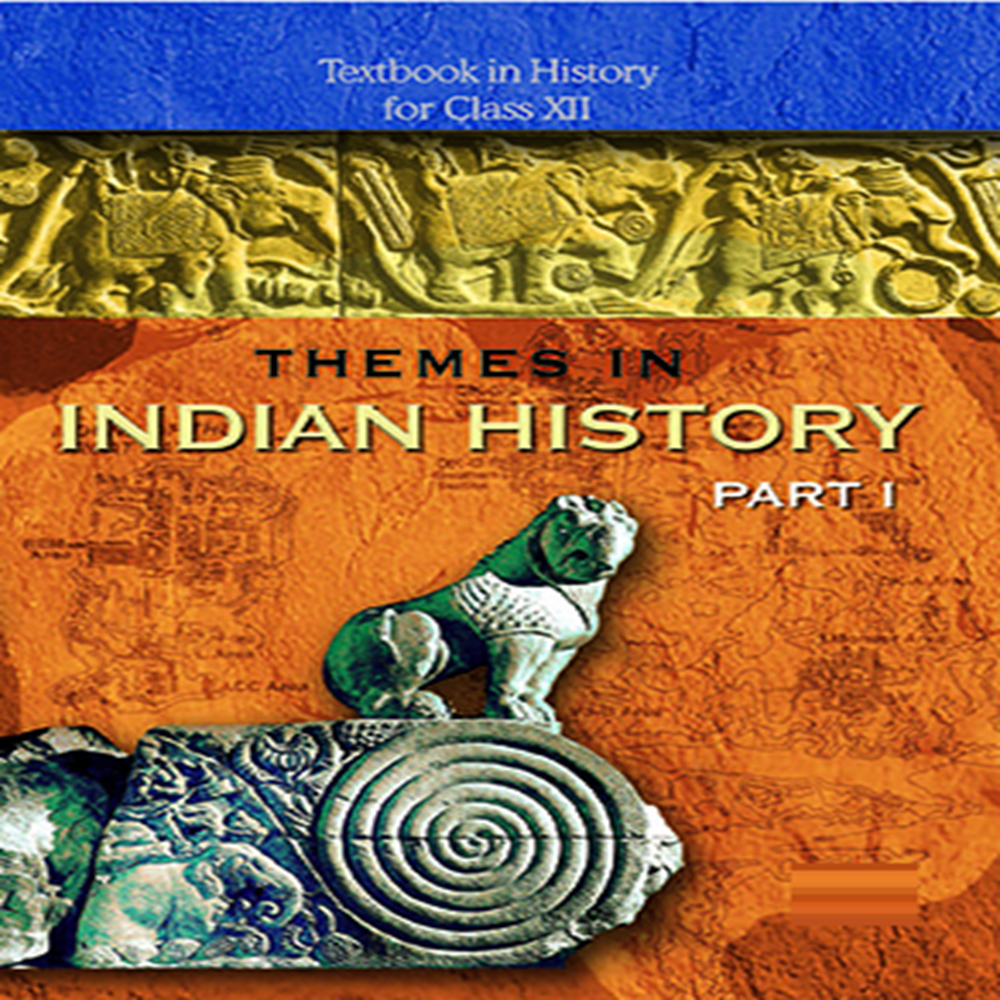 Textbook in History
for Class XII
THEMES IN
INDIAN HISTORY
PART I